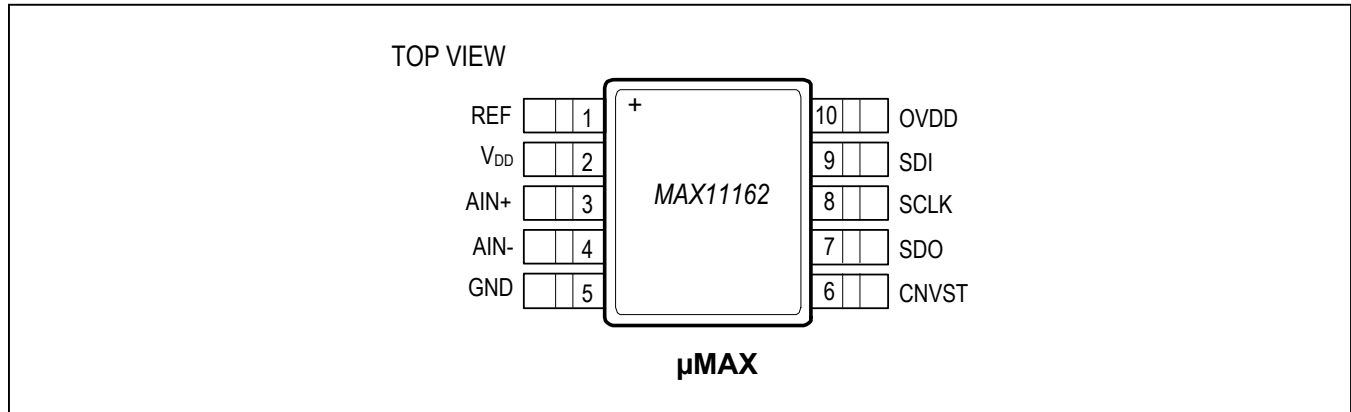 TOP VIEW
REF 1 + 10 OVDD
VDD 2 9 SDI
AIN+ 3 MAX11162 8 SCLK
AIN- 4 7 SDO
GND 5 6 CNVST
µMAX